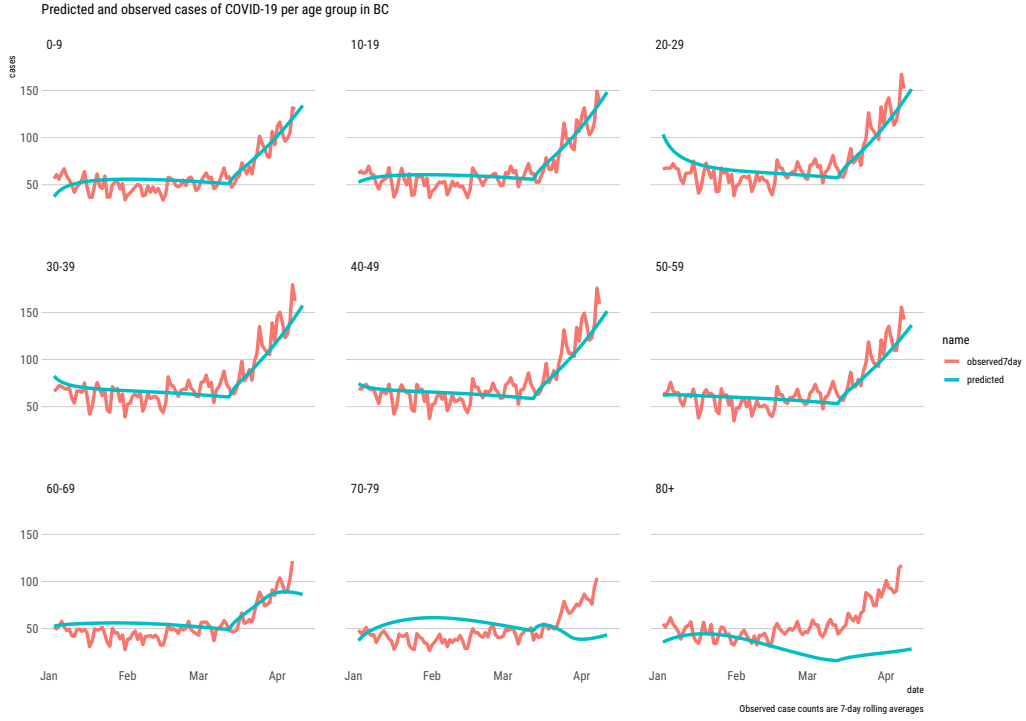 Predicted and observed cases of COVID-19 per age group in BC
0-9
10-19
20-29
cases
150
100
50
30-39
40-49
50-59
150
100
50
name
observed7day
predicted
60-69
70-79
80+
150
100
50
Jan Feb Mar Apr
Jan Feb Mar Apr
Jan Feb Mar Apr
date
Observed case counts are 7-day rolling averages